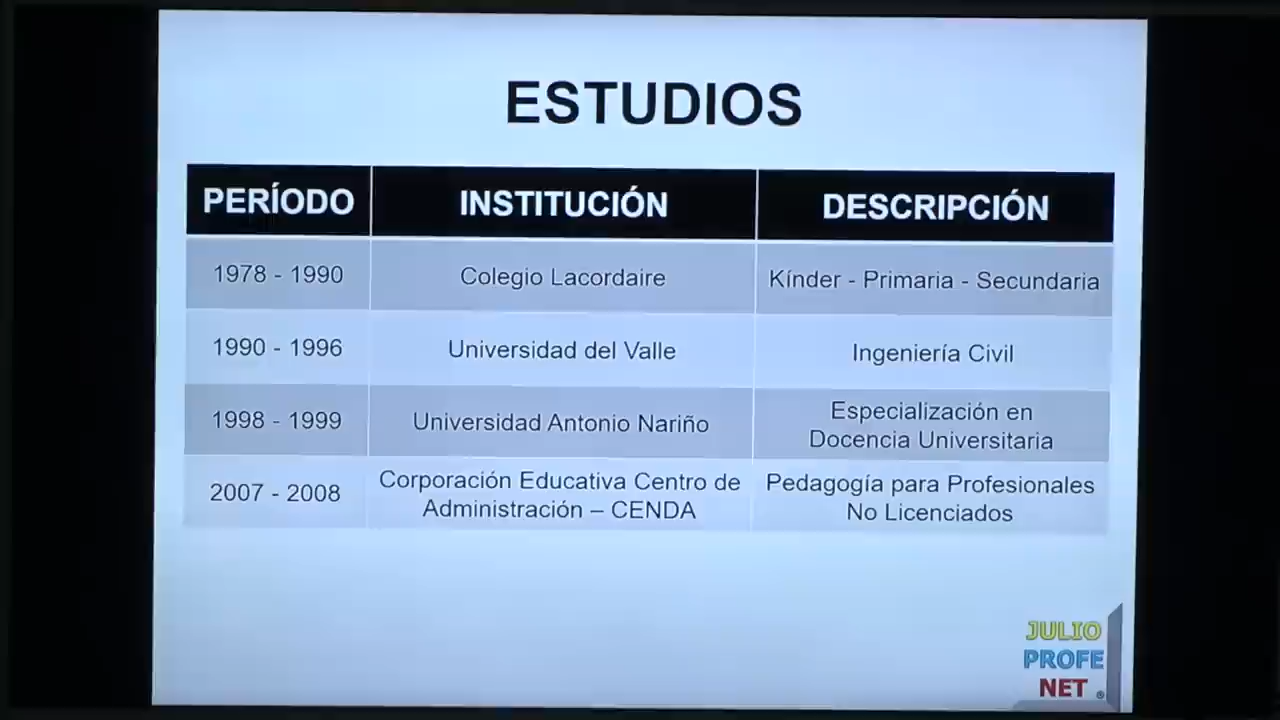 ESTUDIOS
PERÍODO INSTITUCIÓN DESCRIPCIÓN
1978 - 1990 Colegio Lacordaire Kínder - Primaria - Secundaria
1990 - 1996 Universidad del Valle Ingeniería Civil
1998 - 1999 Universidad Antonio Nariño Especialización en
Docencia Universitaria
2007 - 2008 Corporación Educativa Centro de
Administración – CENDA
Pedagogía para Profesionales
No Licenciados
JULIO
PROFE
NET ®